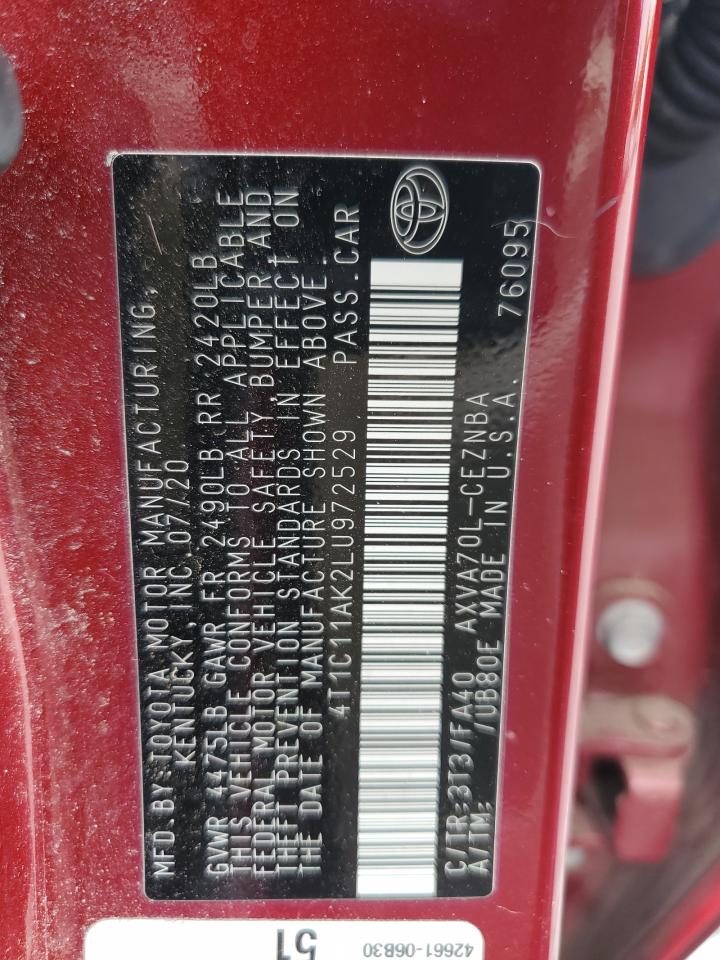 MFD.BY:TOYOTA MOTOR MANUFACTURING,
KENTUCKY,INC.07/20
GVWR 4475LB GAWR FR 2490LB RR 2420LB
THIS VEHICLE CONFORMS TO ALL APPLICABLE
FEDERAL MOTOR VEHICLE SAFETY,BUMPER AND
THEFT PREVENTION STANDARDS IN EFFECT ON
THE DATE OF MANUFACTURE SHOWN ABOVE.
4T1C11AK2LU972529 PASS.CAR
C/TR:3T3/FA40 AXVA70L-CEZNBA 76095
A/TM: /UB80E MADE IN U.S.A.
51
42661-06B30